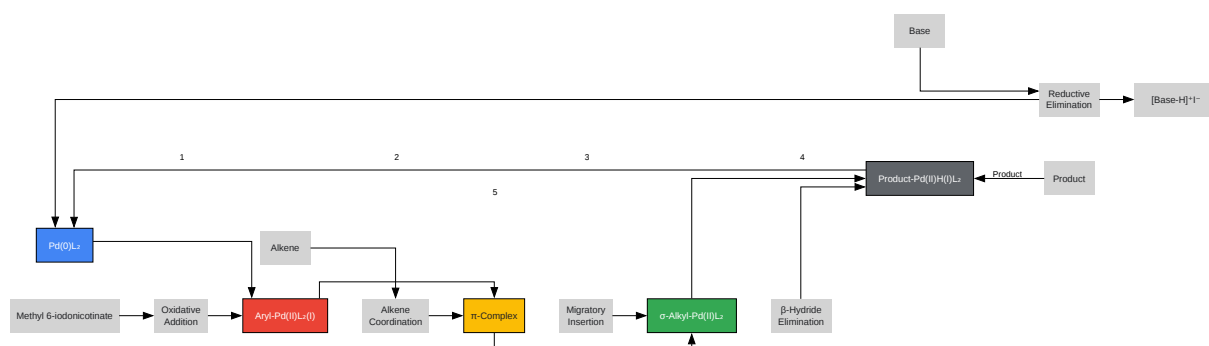 Base
Reductive
Elimination
[Base-H]⁺I⁻
1
2
3
4
Product-Pd(II)H(I)L₂
Product
Product
5
Pd(0)L₂
Alkene
Methyl 6-iodonicotinate
Oxidative
Addition
Aryl-Pd(II)L₂(I)
Alkene
Coordination
π-Complex
Migratory
Insertion
σ-Alkyl-Pd(II)L₂
β-Hydride
Elimination